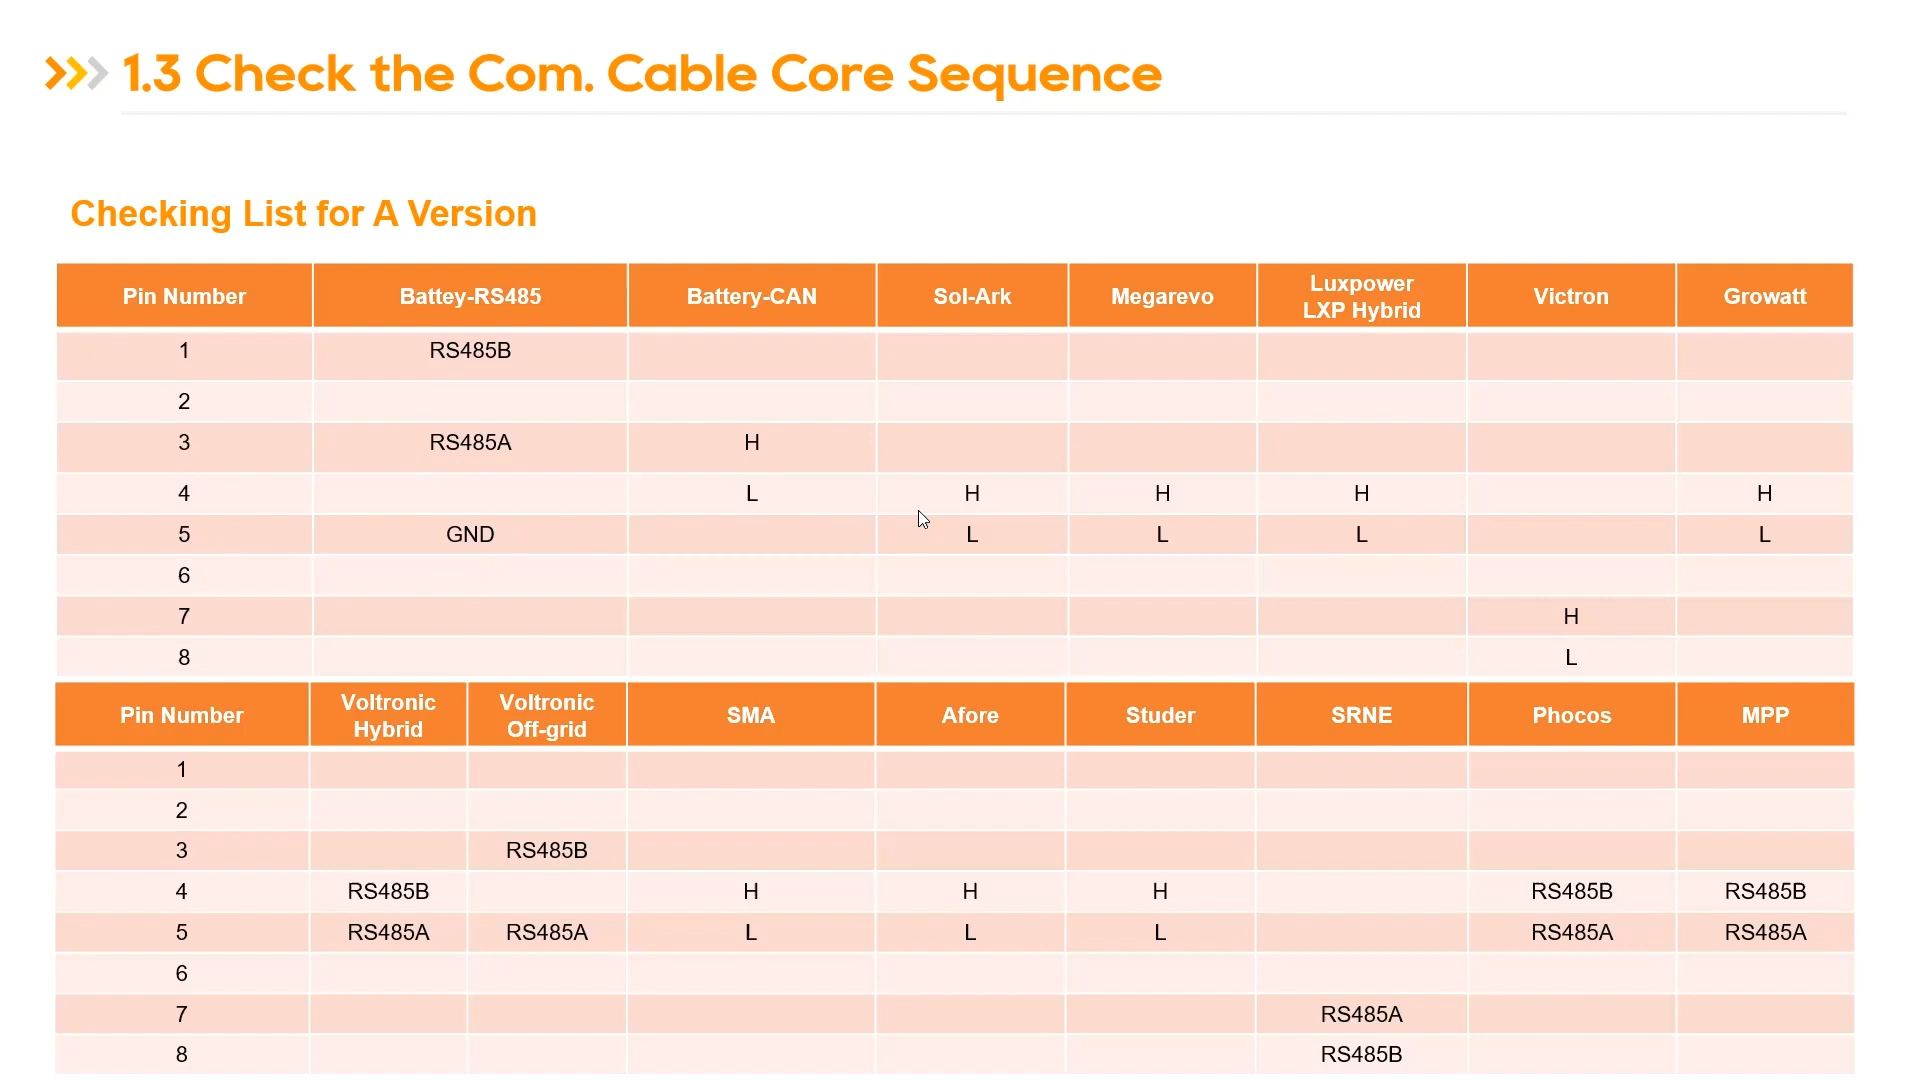 1.3 Check the Com. Cable Core Sequence
Checking List for A Version
Pin Number Battey-RS485 Battery-CAN Sol-Ark Megarevo Luxpower LXP Hybrid Victron Growatt
1 RS485B
2
3 RS485A H
4 L H H H H
5 GND L L L L
6
7 H
8 L
Pin Number Voltronic Hybrid Voltronic Off-grid SMA Afore Studer SRNE Phocos MPP
1
2
3 RS485B
4 RS485B H H H RS485B RS485B
5 RS485A RS485A L L L RS485A RS485A
6
7 RS485A
8 RS485B